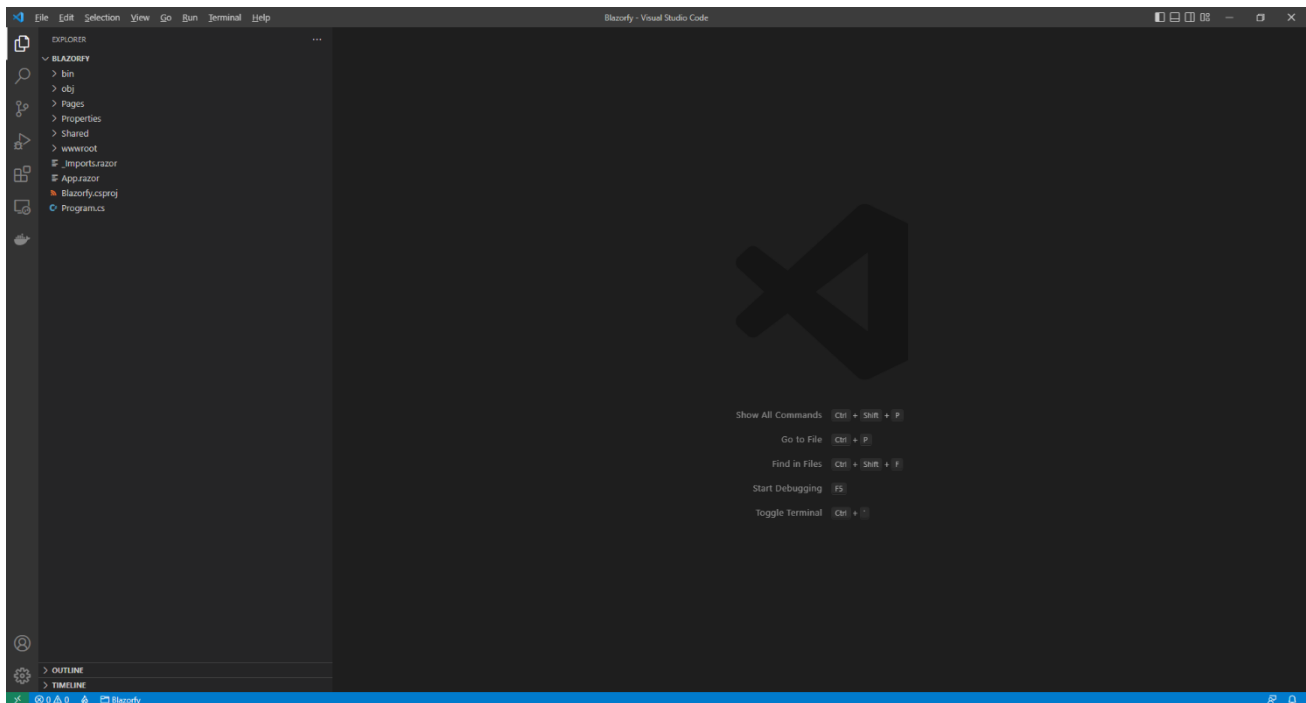 File Edit Selection View Go Run Terminal Help
Blazorfy - Visual Studio Code
EXPLORER
BLAZORFY
bin
obj
Pages
Properties
Shared
wwwroot
_Imports.razor
App.razor
Blazorfy.csproj
Program.cs
Show All Commands Ctrl + Shift + P
Go to File Ctrl + P
Find in Files Ctrl + Shift + F
Start Debugging F5
Toggle Terminal Ctrl + `
OUTLINE
TIMELINE
0 0 Blazorfy